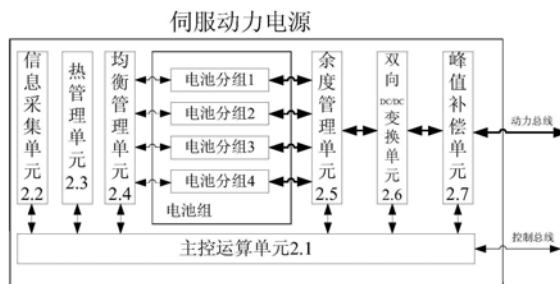 伺服动力电源
信息采集单元2.2
热管理单元2.3
均衡管理单元2.4
电池分组1
电池分组2
电池分组3
电池分组4
电池组
余度管理单元2.5
双向DC/DC变换单元2.6
峰值补偿单元2.7
动力总线
主控运算单元2.1
控制总线